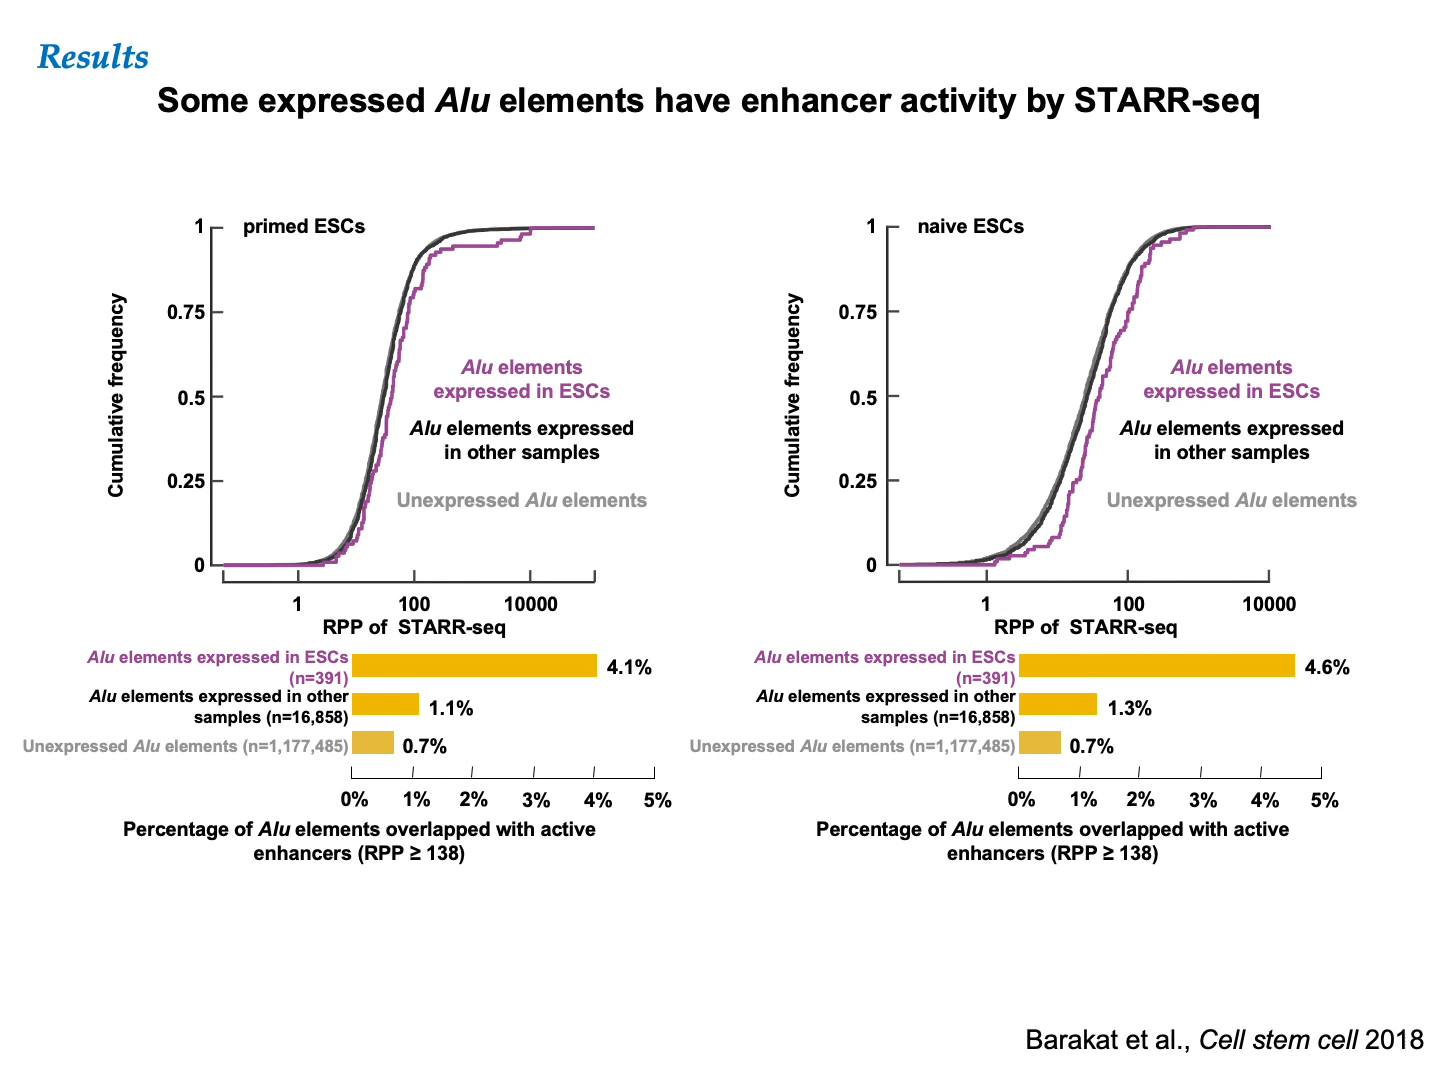 Results
Some expressed Alu elements have enhancer activity by STARR-seq
primed ESCs
Cumulative frequency
1
0.75
0.5
0.25
0
Alu elements
expressed in ESCs
Alu elements expressed
in other samples
Unexpressed Alu elements
1
100
10000
RPP of  STARR-seq
Alu elements expressed in ESCs
(n=391)
4.1%
Alu elements expressed in other
samples (n=16,858)
1.1%
Unexpressed Alu elements (n=1,177,485)
0.7%
0%
1%
2%
3%
4%
5%
Percentage of Alu elements overlapped with active
enhancers (RPP ≥ 138)
naive ESCs
Cumulative frequency
1
0.75
0.5
0.25
0
Alu elements
expressed in ESCs
Alu elements expressed
in other samples
Unexpressed Alu elements
1
100
10000
RPP of  STARR-seq
Alu elements expressed in ESCs
(n=391)
4.6%
Alu elements expressed in other
samples (n=16,858)
1.3%
Unexpressed Alu elements (n=1,177,485)
0.7%
0%
1%
2%
3%
4%
5%
Percentage of Alu elements overlapped with active
enhancers (RPP ≥ 138)
Barakat et al., Cell stem cell 2018